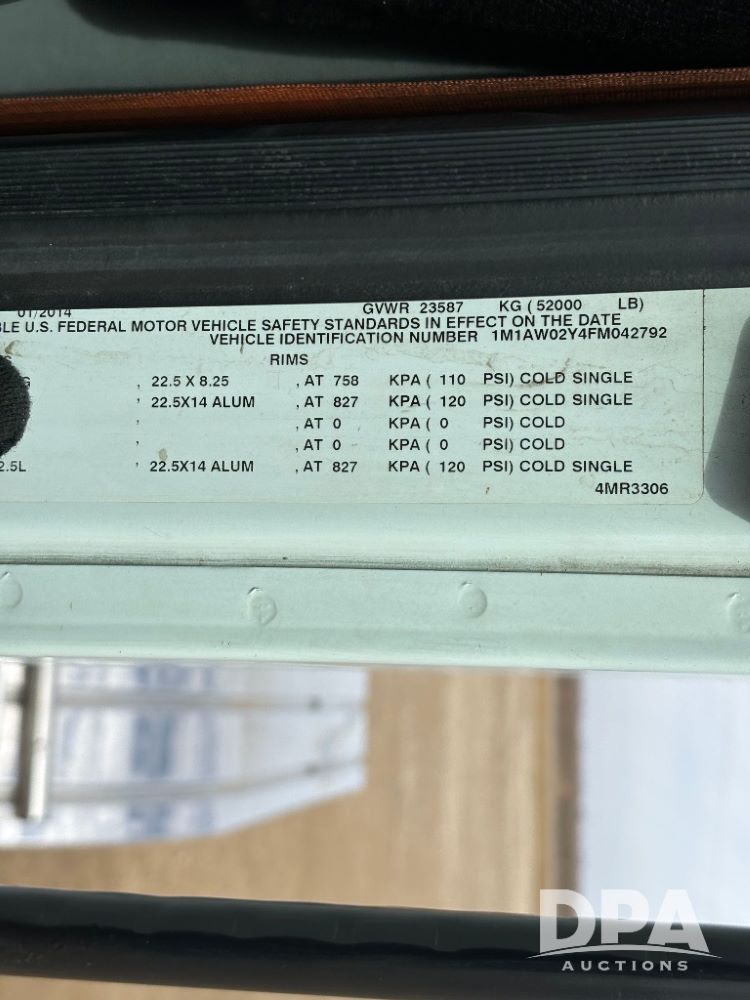 01/2014 GVWR 23587 KG ( 52000 LB)
BLE U.S. FEDERAL MOTOR VEHICLE SAFETY STANDARDS IN EFFECT ON THE DATE
VEHICLE IDENTIFICATION NUMBER 1M1AW02Y4FM042792
RIMS
, 22.5 X 8.25 , AT 758 KPA ( 110 PSI) COLD SINGLE
, 22.5X14 ALUM , AT 827 KPA ( 120 PSI) COLD SINGLE
, , AT 0 KPA ( 0 PSI) COLD
, , AT 0 KPA ( 0 PSI) COLD
2.5L , 22.5X14 ALUM , AT 827 KPA ( 120 PSI) COLD SINGLE
4MR3306
DPA
AUCTIONS